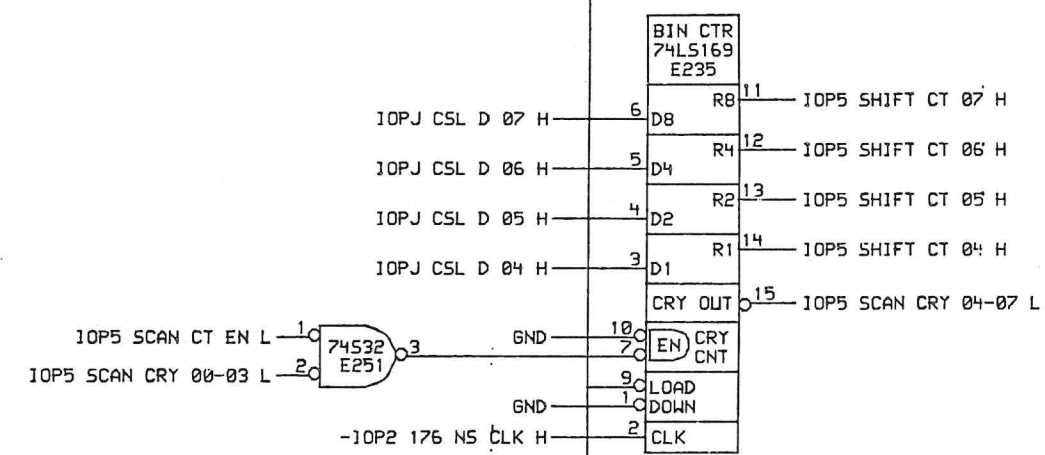 BIN CTR
74LS169
E235
R8 11 IOP5 SHIFT CT 07 H
IOPJ CSL D 07 H 6 D8
R4 12 IOP5 SHIFT CT 06 H
IOPJ CSL D 06 H 5 D4
R2 13 IOP5 SHIFT CT 05 H
IOPJ CSL D 05 H 4 D2
R1 14 IOP5 SHIFT CT 04 H
IOPJ CSL D 04 H 3 D1
CRY OUT 15 IOP5 SCAN CRY 04-07 L
IOP5 SCAN CT EN L 1
74S32
E251
3
IOP5 SCAN CRY 00-03 L 2
GND 10
7
EN
CRY
CNT
9 LOAD
GND 1 DOWN
-IOP2 176 NS CLK H 2 CLK